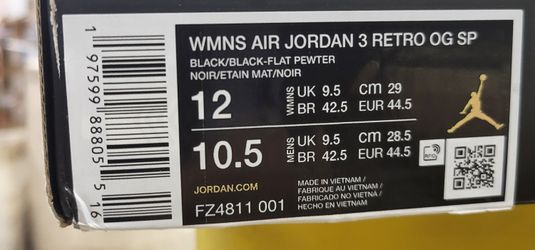 WMNS AIR JORDAN 3 RETRO OG SP
BLACK/BLACK-FLAT PEWTER
NOIR/ETAIN MAT/NOIR
12 WMNS UK 9.5 cm 29
BR 42.5 EUR 44.5
10.5 MENS UK 9.5 cm 28.5
BR 42.5 EUR 44.5
RFID
JORDAN.COM
MADE IN VIETNAM /
FABRIQUE AU VIETNAM /
FABRICADO NO VIETNÃ /
HECHO EN VIETNAM
FZ4811 001
1 97599 88805 516